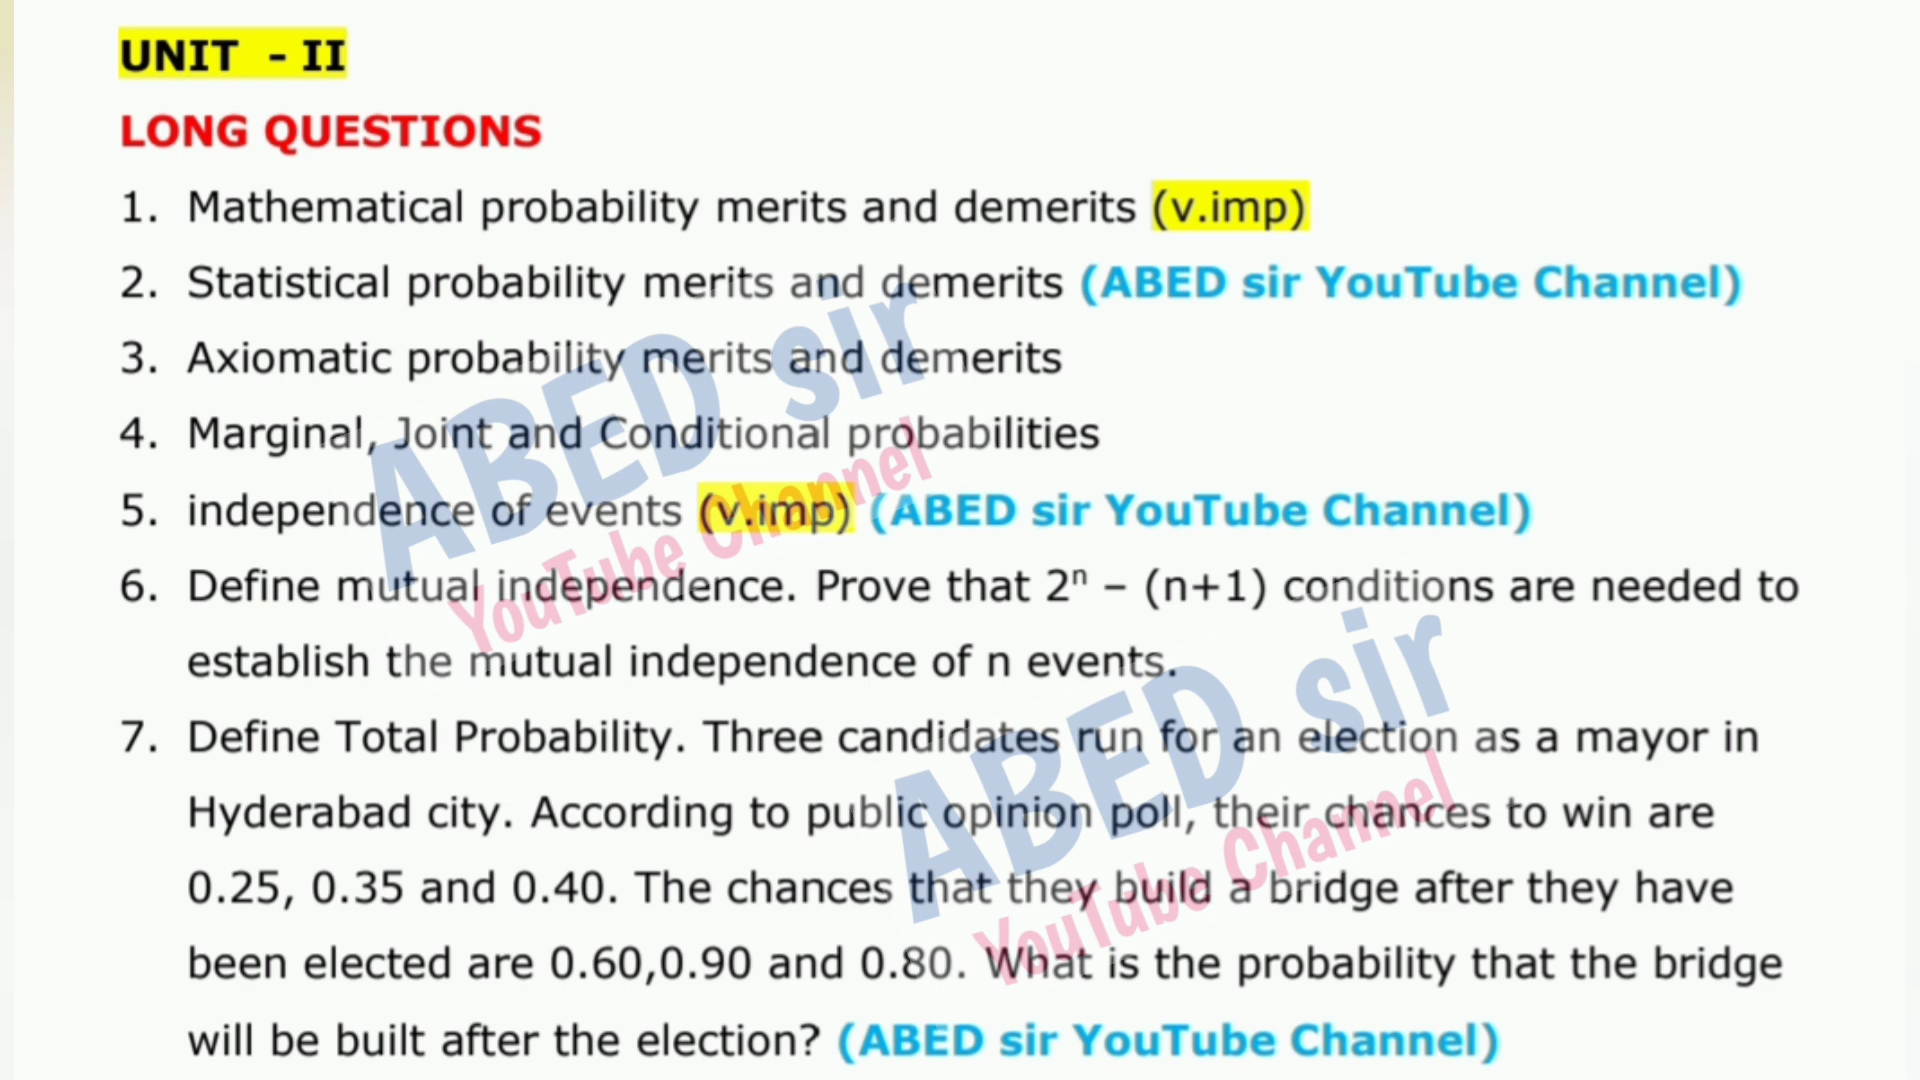 UNIT - II
LONG QUESTIONS
1. Mathematical probability merits and demerits (v.imp)
2. Statistical probability merits and demerits (ABED sir YouTube Channel)
3. Axiomatic probability merits and demerits
4. Marginal, Joint and Conditional probabilities
5. independence of events (v.imp) (ABED sir YouTube Channel)
6. Define mutual independence. Prove that 2ⁿ – (n+1) conditions are needed to
establish the mutual independence of n events.
7. Define Total Probability. Three candidates run for an election as a mayor in
Hyderabad city. According to public opinion poll, their chances to win are
0.25, 0.35 and 0.40. The chances that they build a bridge after they have
been elected are 0.60,0.90 and 0.80. What is the probability that the bridge
will be built after the election? (ABED sir YouTube Channel)
ABED sir
YouTube Channel
ABED sir
YouTube Channel